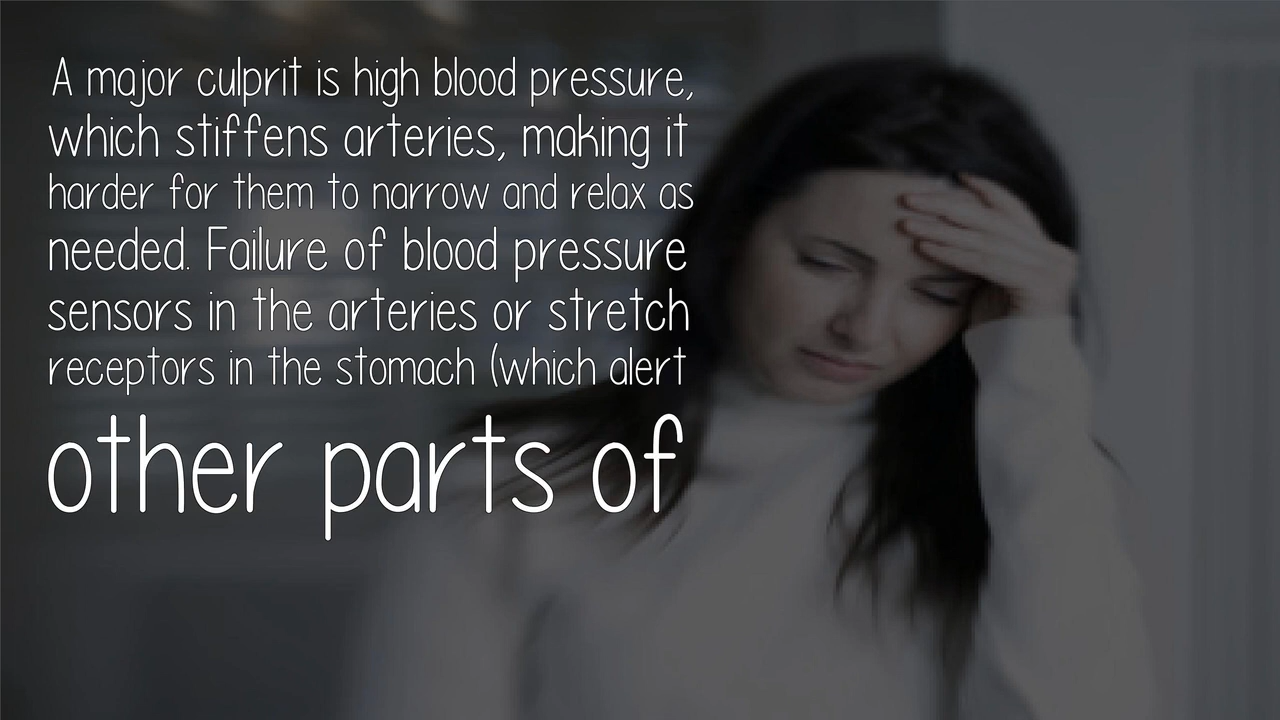 A major culprit is high blood pressure,
which stiffens arteries, making it
harder for them to narrow and relax as
needed. Failure of blood pressure
sensors in the arteries or stretch
receptors in the stomach (which alert
other parts of